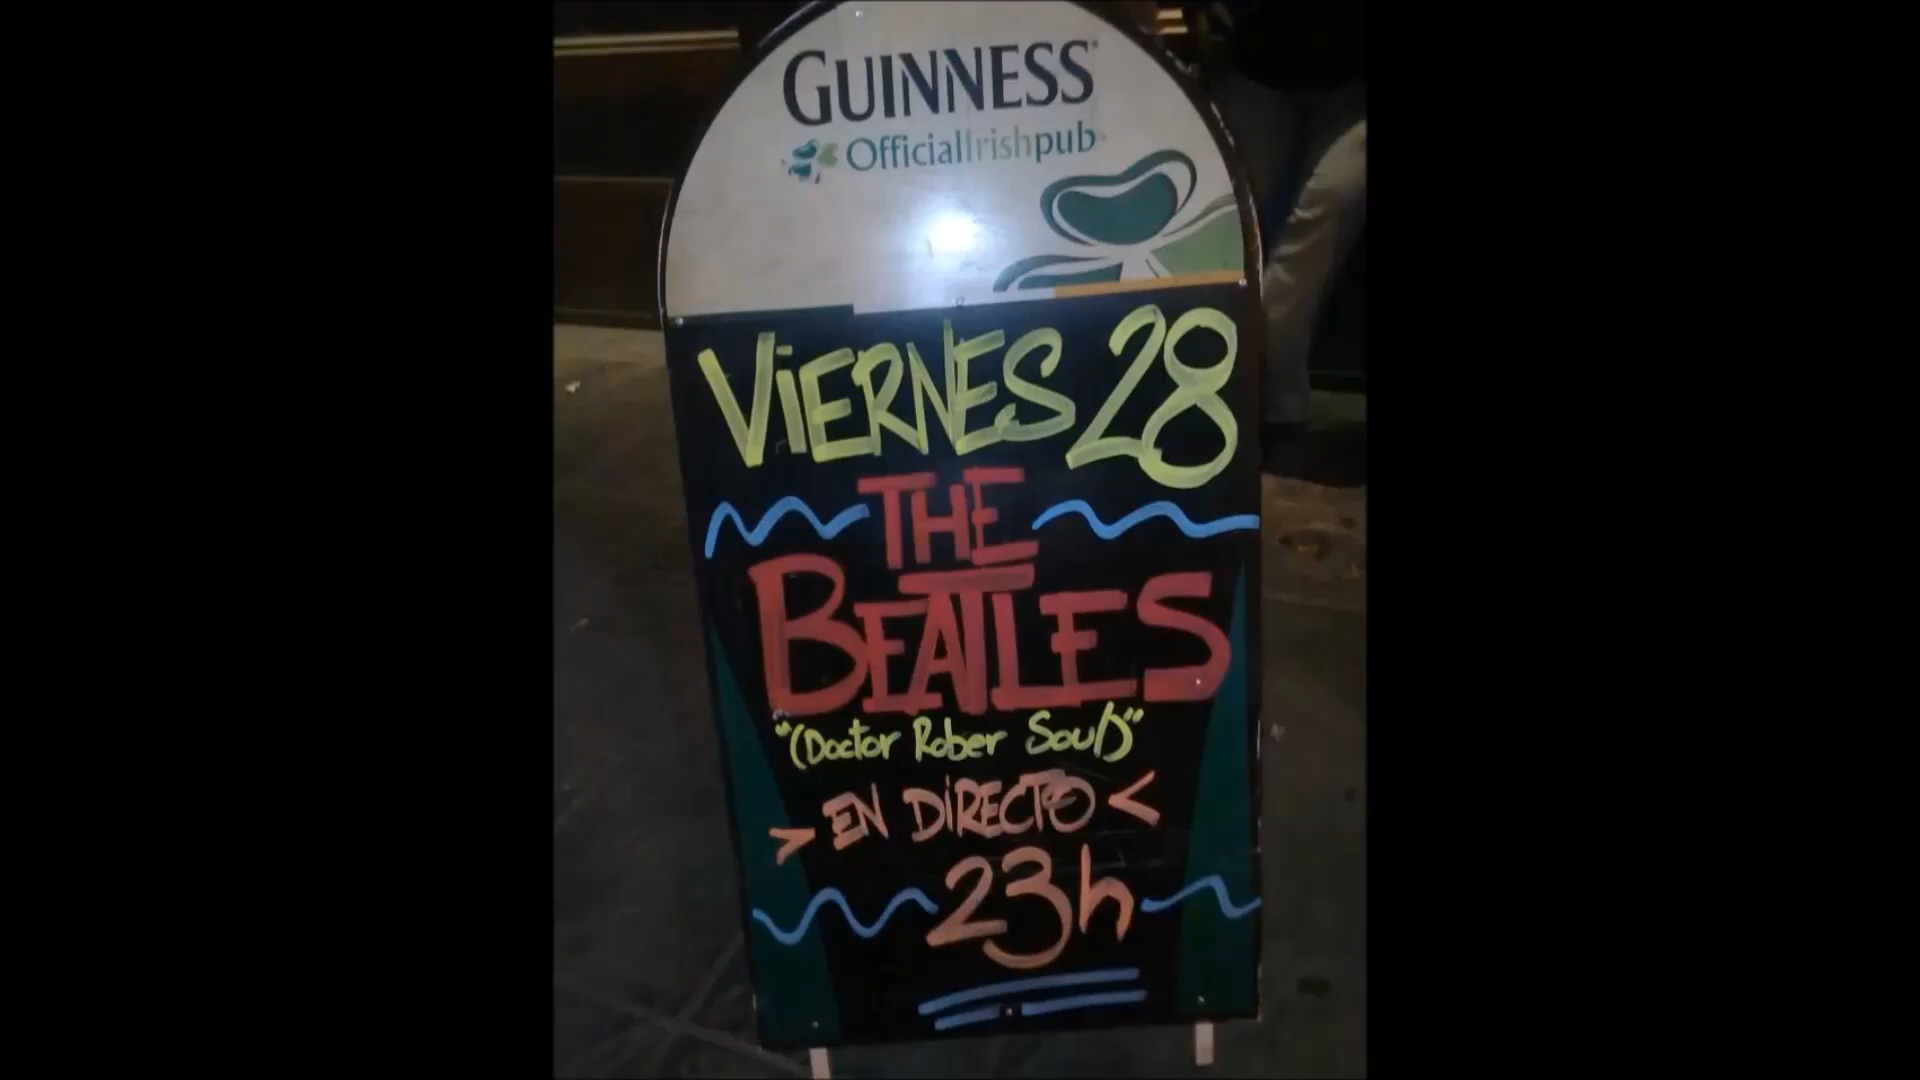 GUINNESS
OfficialIrishpub
ViERNES 28
THE
BEATLES
"(Doctor Rober Soul)"
> EN DiRECTO <
23h